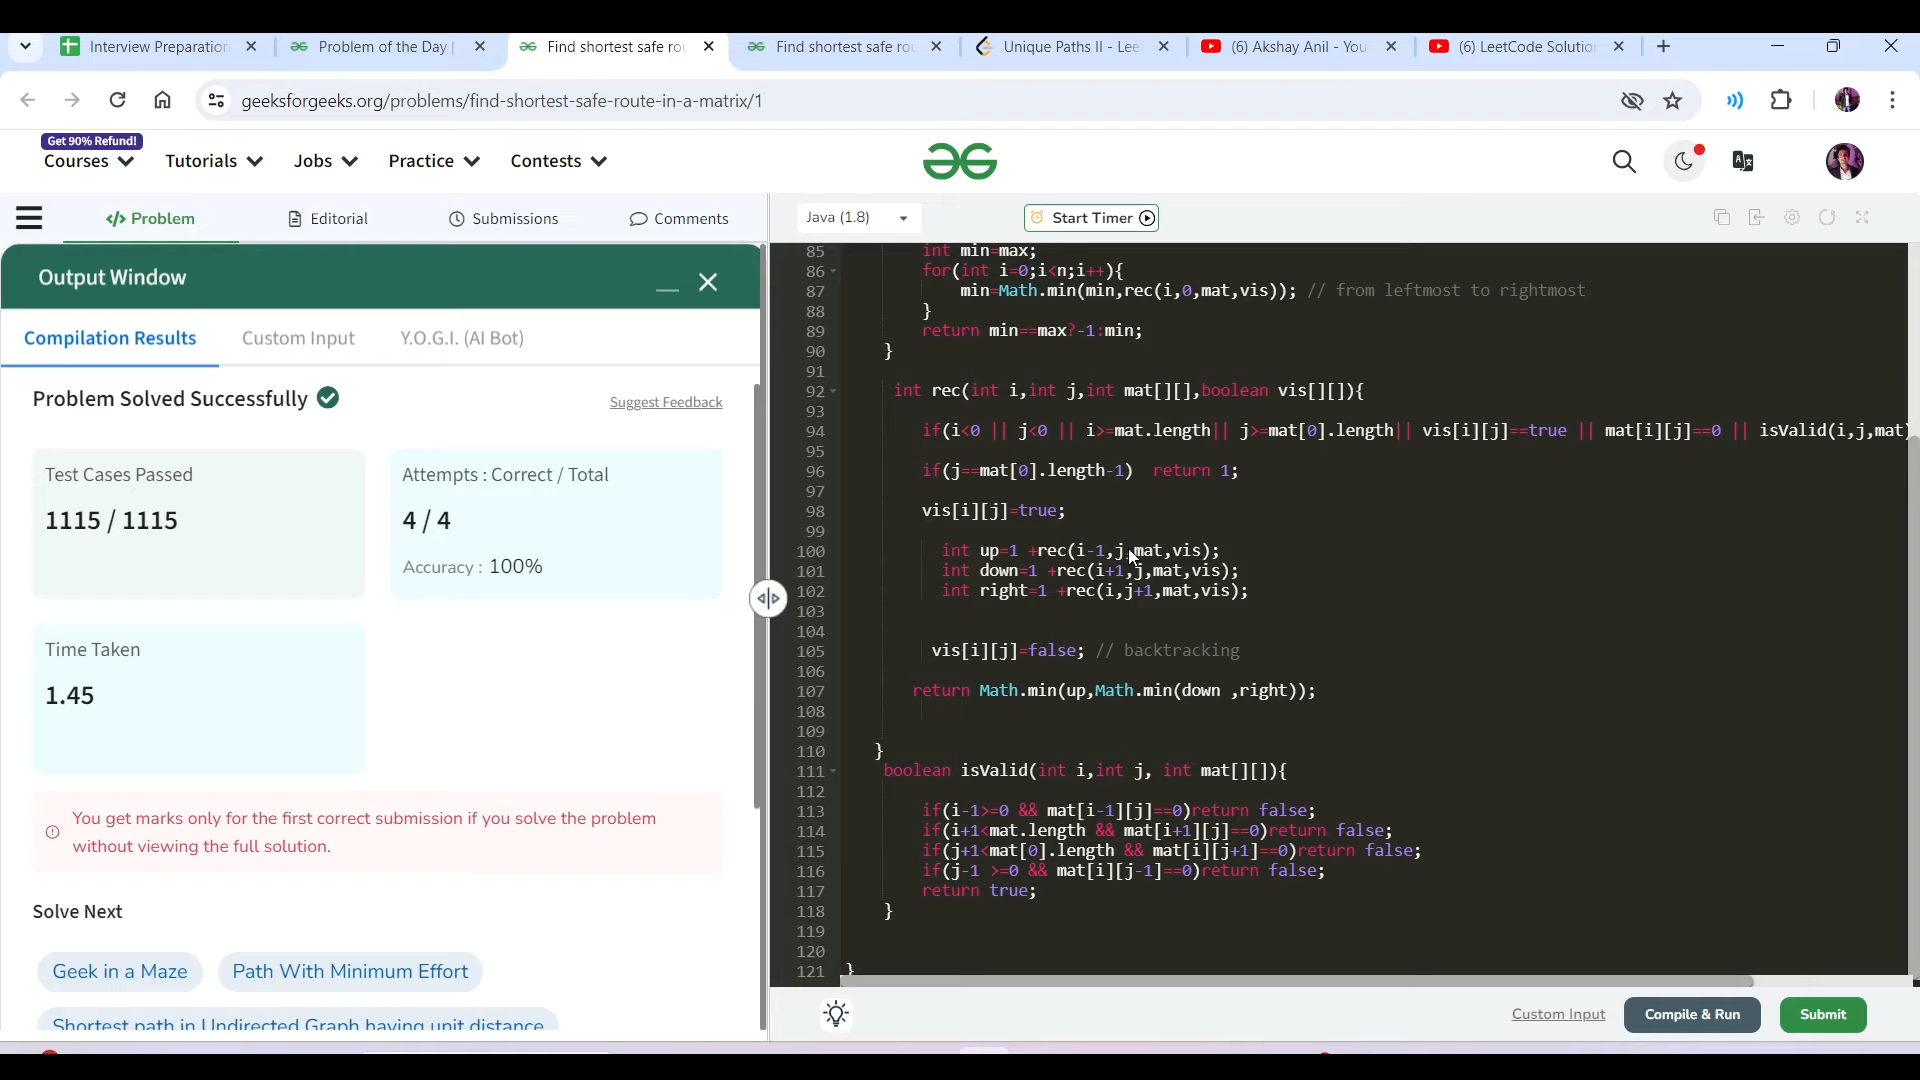 Interview Preparation
Problem of the Day |
Find shortest safe rou
Find shortest safe rou
Unique Paths II - Lee
(6) Akshay Anil - You
(6) LeetCode Solutio
geeksforgeeks.org/problems/find-shortest-safe-route-in-a-matrix/1
Get 90% Refund!
Courses
Tutorials
Jobs
Practice
Contests
</> Problem
Editorial
Submissions
Comments
Java (1.8)
Start Timer
Output Window
Compilation Results
Custom Input
Y.O.G.I. (AI Bot)
Problem Solved Successfully
Suggest Feedback
Test Cases Passed
1115 / 1115
Attempts : Correct / Total
4 / 4
Accuracy : 100%
Time Taken
1.45
You get marks only for the first correct submission if you solve the problem
without viewing the full solution.
Solve Next
Geek in a Maze
Path With Minimum Effort
Shortest path in Undirected Graph having unit distance
85 int min=max;
86 for(int i=0;i<n;i++){
87 min=Math.min(min,rec(i,0,mat,vis)); // from leftmost to rightmost
88 }
89 return min==max?-1:min;
90 }
91
92 int rec(int i,int j,int mat[][],boolean vis[][]){
93
94 if(i<0 || j<0 || i>=mat.length|| j>=mat[0].length|| vis[i][j]==true || mat[i][j]==0 || isValid(i,j,mat)
95
96 if(j==mat[0].length-1) return 1;
97
98 vis[i][j]=true;
99
100 int up=1 +rec(i-1,j,mat,vis);
101 int down=1 +rec(i+1,j,mat,vis);
102 int right=1 +rec(i,j+1,mat,vis);
103
104
105 vis[i][j]=false; // backtracking
106
107 return Math.min(up,Math.min(down ,right));
108
109
110 }
111 boolean isValid(int i,int j, int mat[][]){
112
113 if(i-1>=0 && mat[i-1][j]==0)return false;
114 if(i+1<mat.length && mat[i+1][j]==0)return false;
115 if(j+1<mat[0].length && mat[i][j+1]==0)return false;
116 if(j-1 >=0 && mat[i][j-1]==0)return false;
117 return true;
118 }
119
120
121 }
Custom Input
Compile & Run
Submit